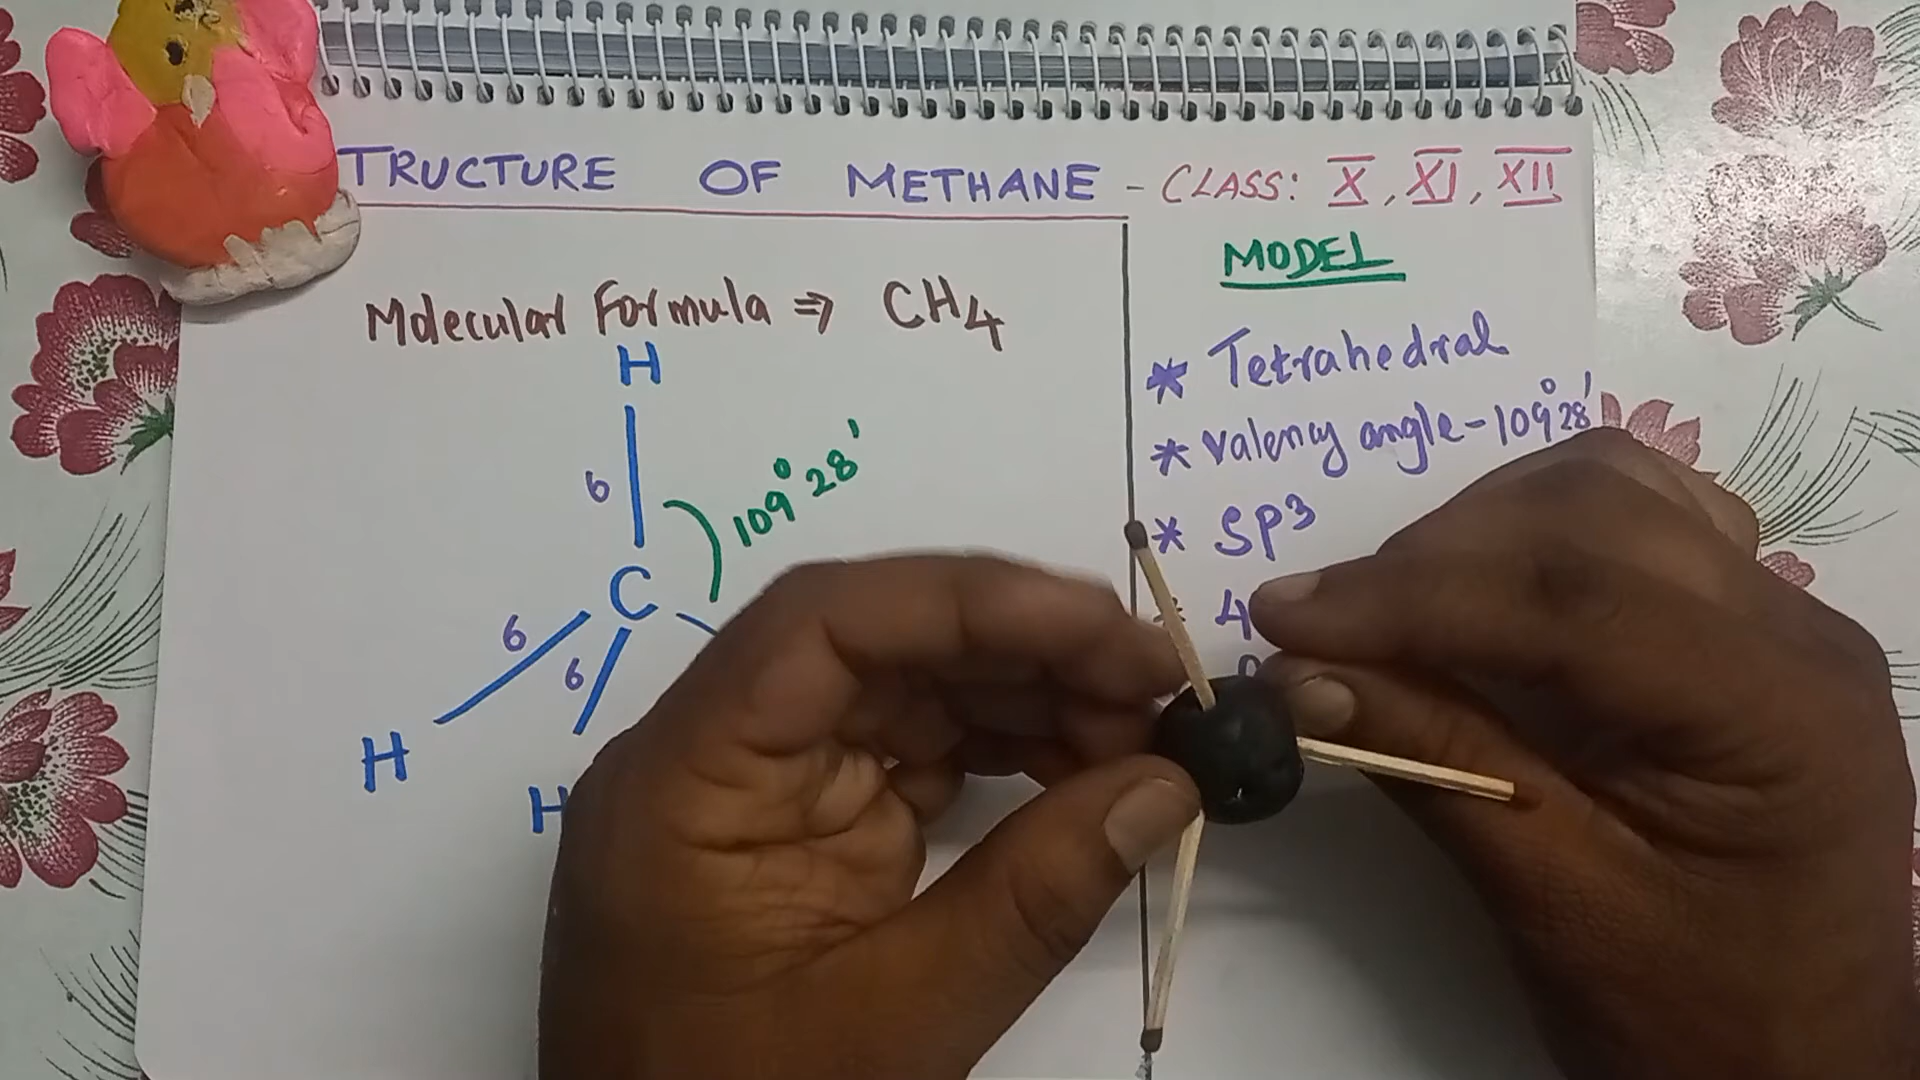 TRUCTURE OF METHANE - CLASS: X, XI, XII
Molecular Formula ⇒ CH4
H
6
C
109°28'
6
6
H
H
MODEL
* Tetrahedral
* Valency angle - 109°28'
* SP3
* 4